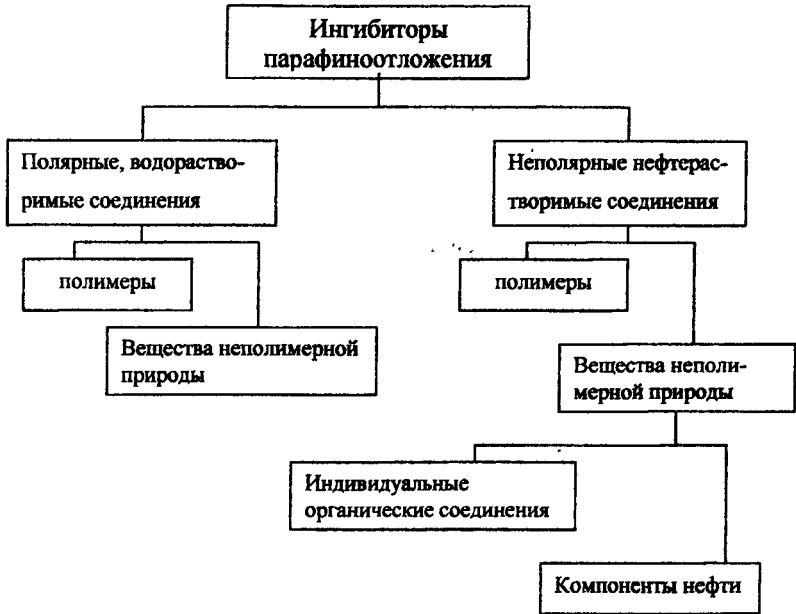 Ингибиторы
парафиноотложения
Полярные, водораство-
римые соединения
Неполярные нефтерас-
творимые соединения
полимеры
полимеры
Вещества неполимерной
природы
Вещества неполи-
мерной природы
Индивидуальные
органические соединения
Компоненты нефти